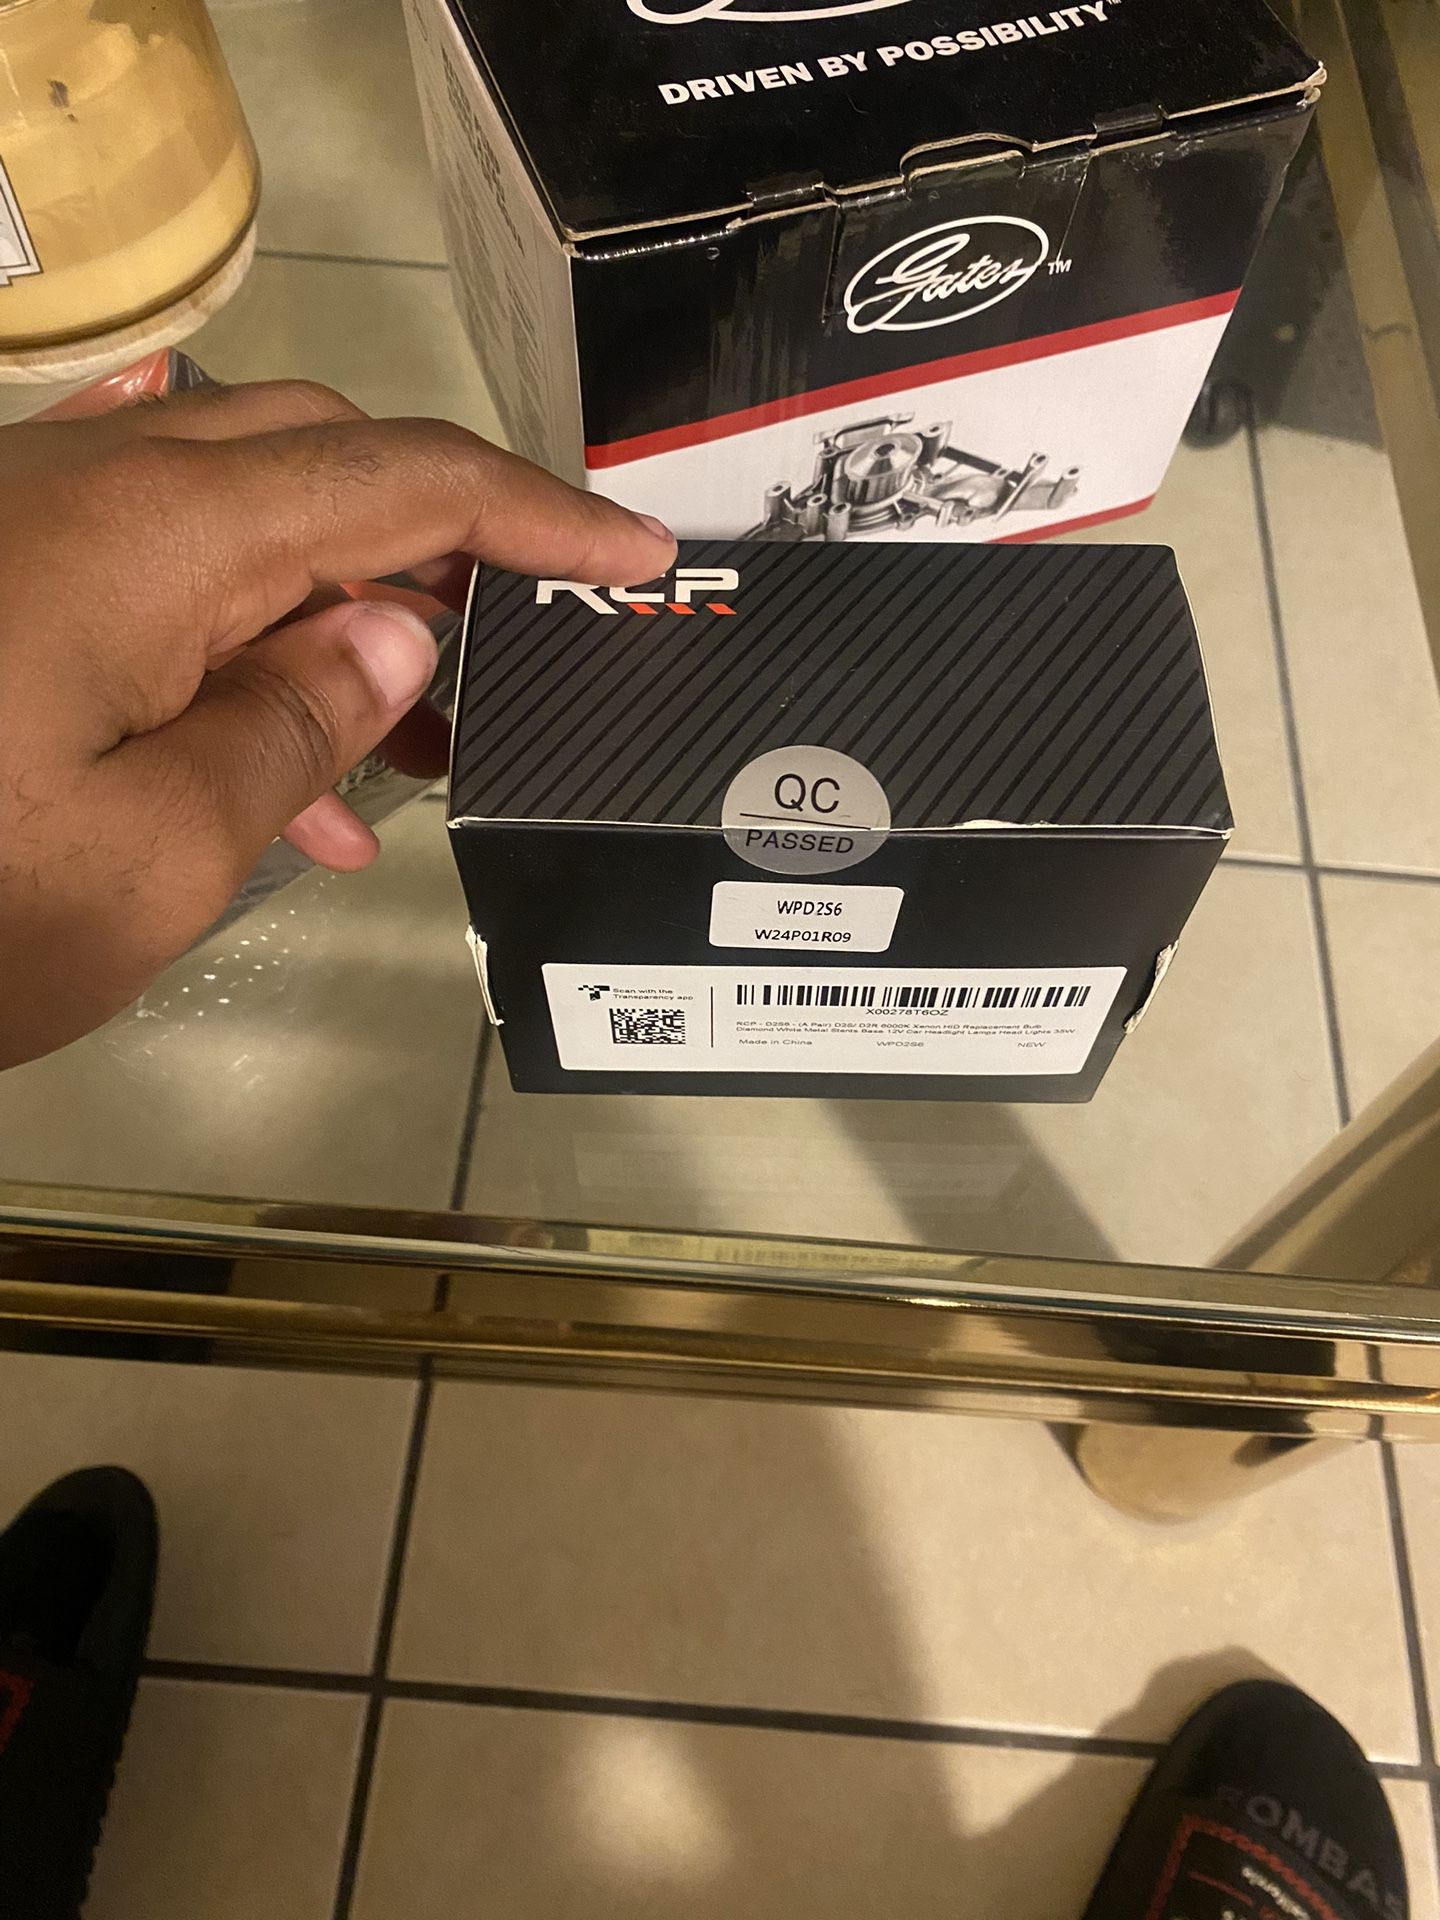 DRIVEN BY POSSIBILITY™
Gates™
RCP
QC
PASSED
WPD2S6
W24P01R09
Scan with the
Transparency app
X00278T6OZ
RCP - D2S6 - (A Pair) D2S/ D2R 6000K Xenon HID Replacement Bulb
Diamond White Metal Stents Base 12V Car Headlight Lamps Head Lights 35W
Made in China WPD2S6 NEW